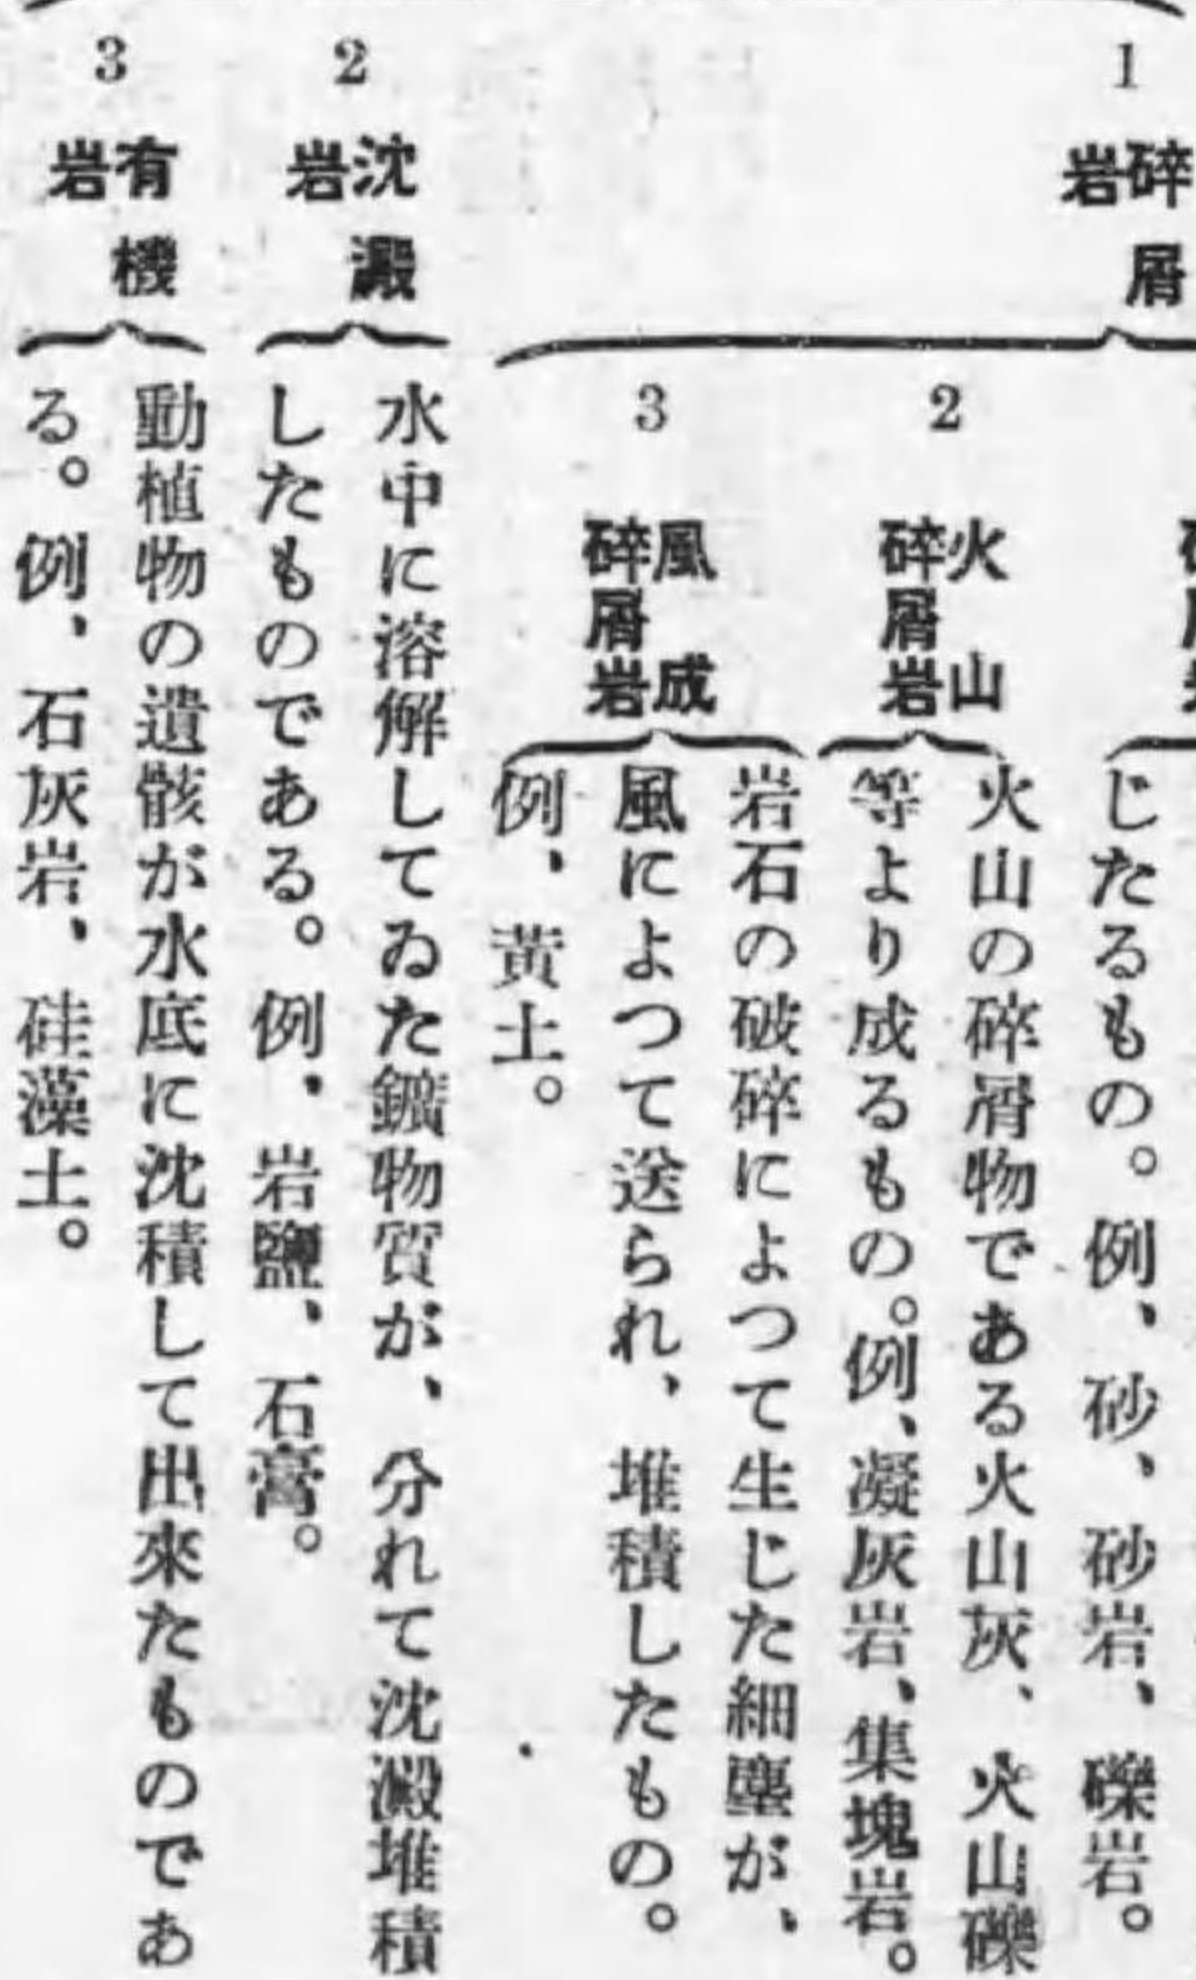 1
碎屑
岩
じたるもの。例、砂、砂岩、礫岩。
2
火山
碎屑岩
火山の碎屑物である火山灰、火山礫
等より成るもの。例、凝灰岩、集塊岩。
3
風成
碎屑岩
岩石の破碎によつて生じた細塵が、
風によつて送られ、堆積したもの。
例、黃土。
2
沈澱
岩
水中に溶解してゐた鑛物質が、分れて沈澱堆積
したものである。例、岩鹽、石膏。
3
有機
岩
動植物の遺骸が水底に沈積して出來たものであ
る。例、石灰岩、硅藻土。